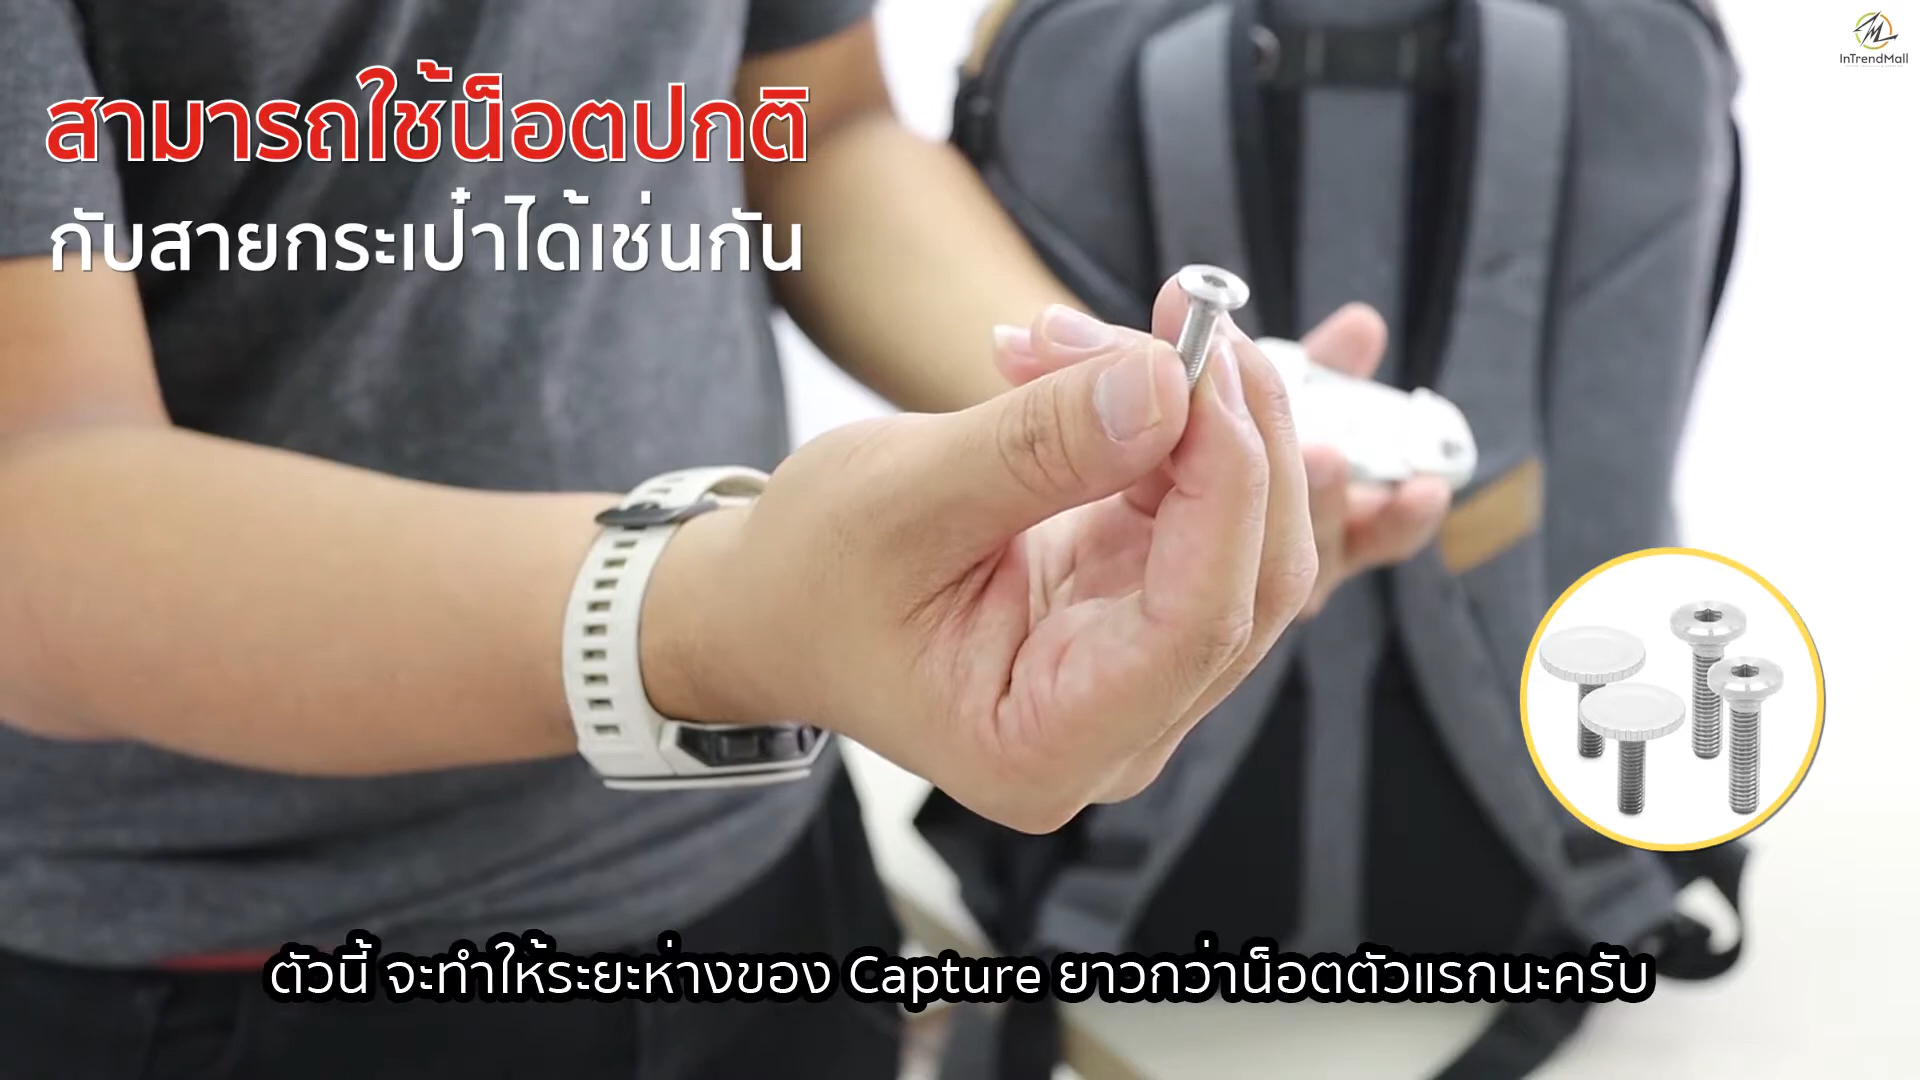 InTrendMall
สามารถใช้น็อตปกติ
กับสายกระเป๋าได้เช่นกัน
ตัวนี้ จะทำให้ระยะห่างของ Capture ยาวกว่าน็อตตัวแรกนะครับ